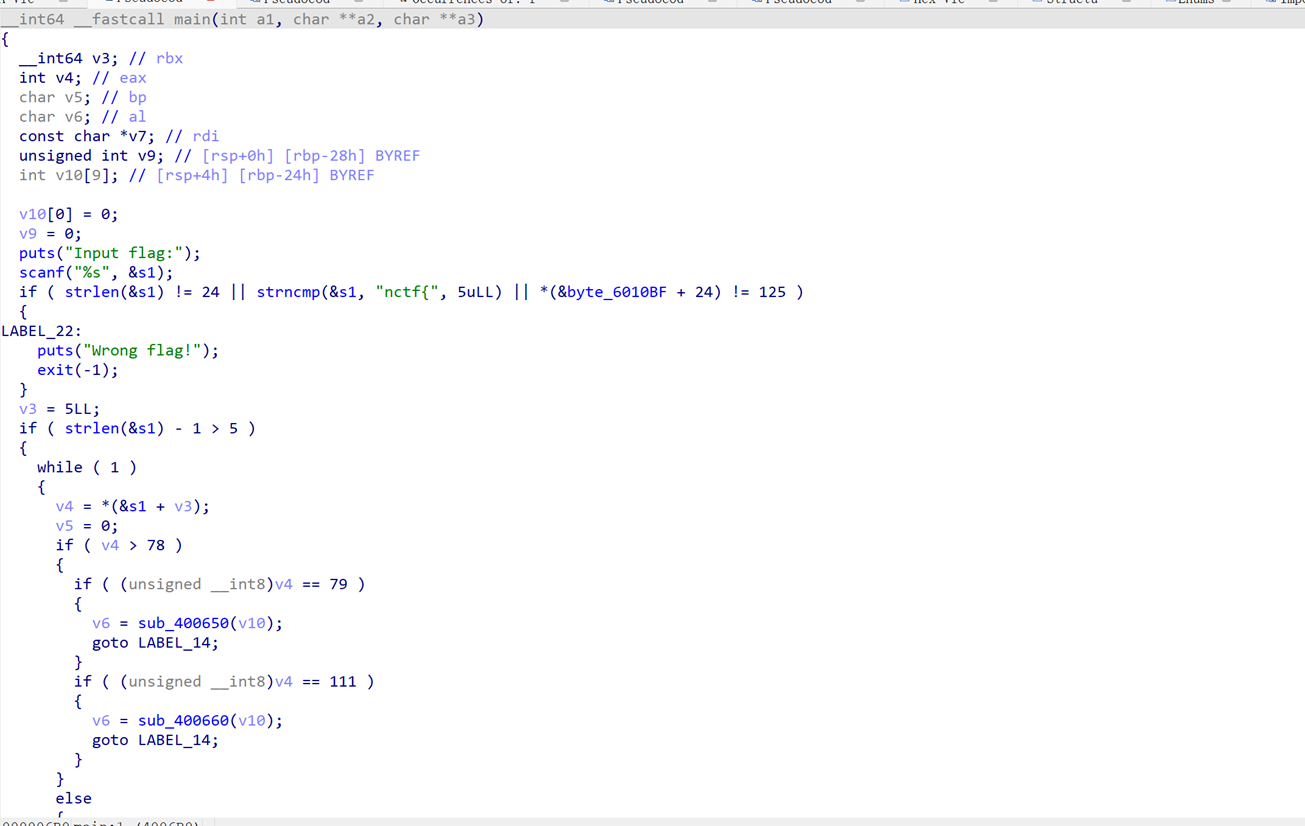 __int64 __fastcall main(int a1, char **a2, char **a3)
{
  __int64 v3; // rbx
  int v4; // eax
  char v5; // bp
  char v6; // al
  const char *v7; // rdi
  unsigned int v9; // [rsp+0h] [rbp-28h] BYREF
  int v10[9]; // [rsp+4h] [rbp-24h] BYREF

  v10[0] = 0;
  v9 = 0;
  puts("Input flag:");
  scanf("%s", &s1);
  if ( strlen(&s1) != 24 || strncmp(&s1, "nctf{", 5uLL) || *(&byte_6010BF + 24) != 125 )
  {
LABEL_22:
    puts("Wrong flag!");
    exit(-1);
  }
  v3 = 5LL;
  if ( strlen(&s1) - 1 > 5 )
  {
    while ( 1 )
    {
      v4 = *(&s1 + v3);
      v5 = 0;
      if ( v4 > 78 )
      {
        if ( (unsigned __int8)v4 == 79 )
        {
          v6 = sub_400650(v10);
          goto LABEL_14;
        }
        if ( (unsigned __int8)v4 == 111 )
        {
          v6 = sub_400660(v10);
          goto LABEL_14;
        }
      }
      else
      {